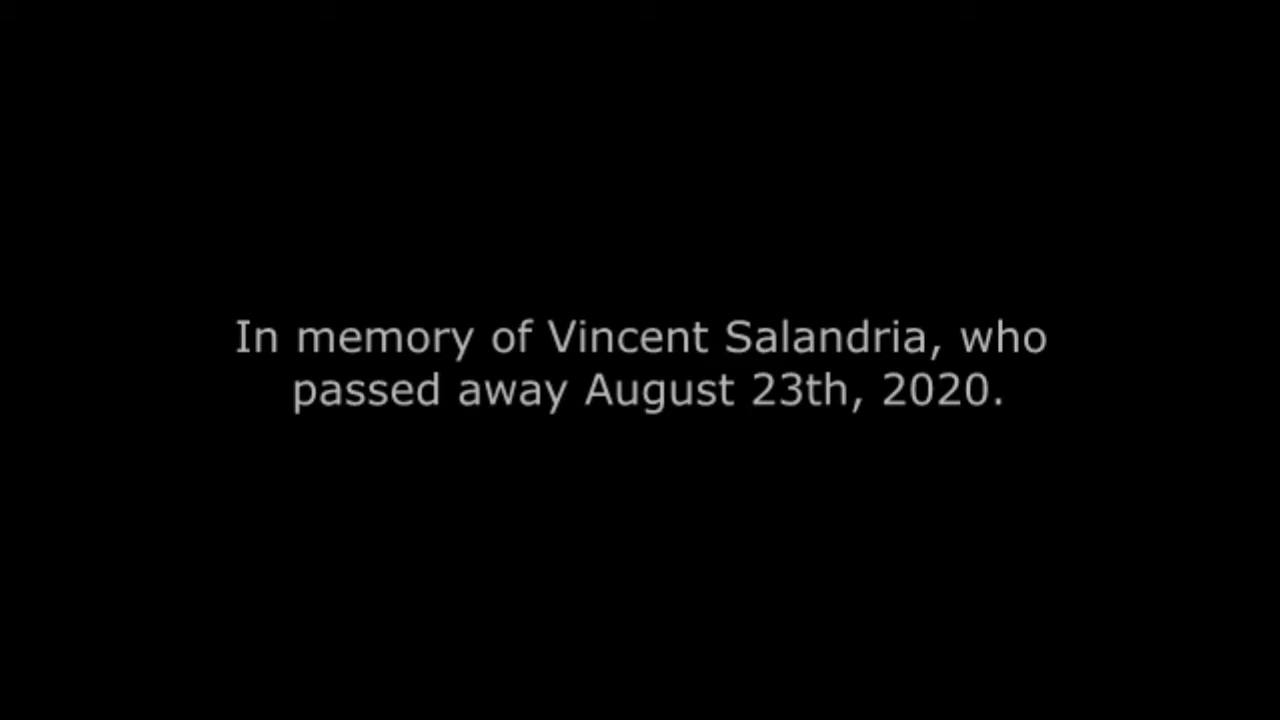 In memory of Vincent Salandria, who
passed away August 23th, 2020.